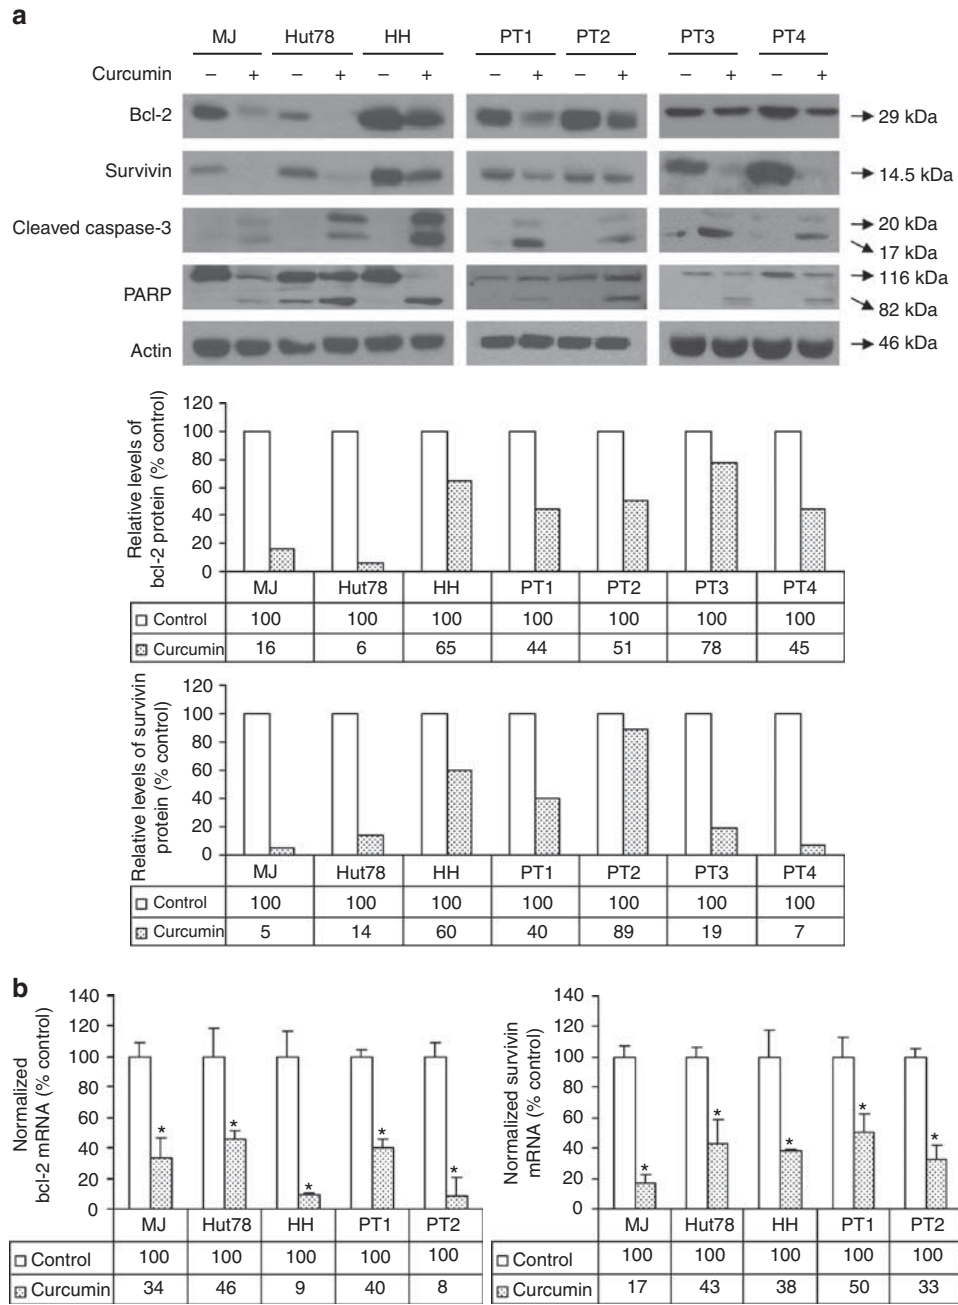 a
MJ Hut78 HH PT1 PT2 PT3 PT4
Curcumin – + – + – + – + – + – + – +
Bcl-2 29 kDa
Survivin 14.5 kDa
Cleaved caspase-3 20 kDa
17 kDa
PARP 116 kDa
82 kDa
Actin 46 kDa
Relative levels of
bcl-2 protein (% control)
120
100
80
60
40
20
0
MJ Hut78 HH PT1 PT2 PT3 PT4
Control 100 100 100 100 100 100 100
Curcumin 16 6 65 44 51 78 45
Relative levels of survivin
protein (% control)
120
100
80
60
40
20
0
MJ Hut78 HH PT1 PT2 PT3 PT4
Control 100 100 100 100 100 100 100
Curcumin 5 14 60 40 89 19 7
b
Normalized
bcl-2 mRNA (% control)
140
120
100
80
60
40
20
0
* * * * *
MJ Hut78 HH PT1 PT2
Control 100 100 100 100 100
Curcumin 34 46 9 40 8
Normalized survivin
mRNA (% control)
140
120
100
80
60
40
20
0
* * * * *
MJ Hut78 HH PT1 PT2
Control 100 100 100 100 100
Curcumin 17 43 38 50 33